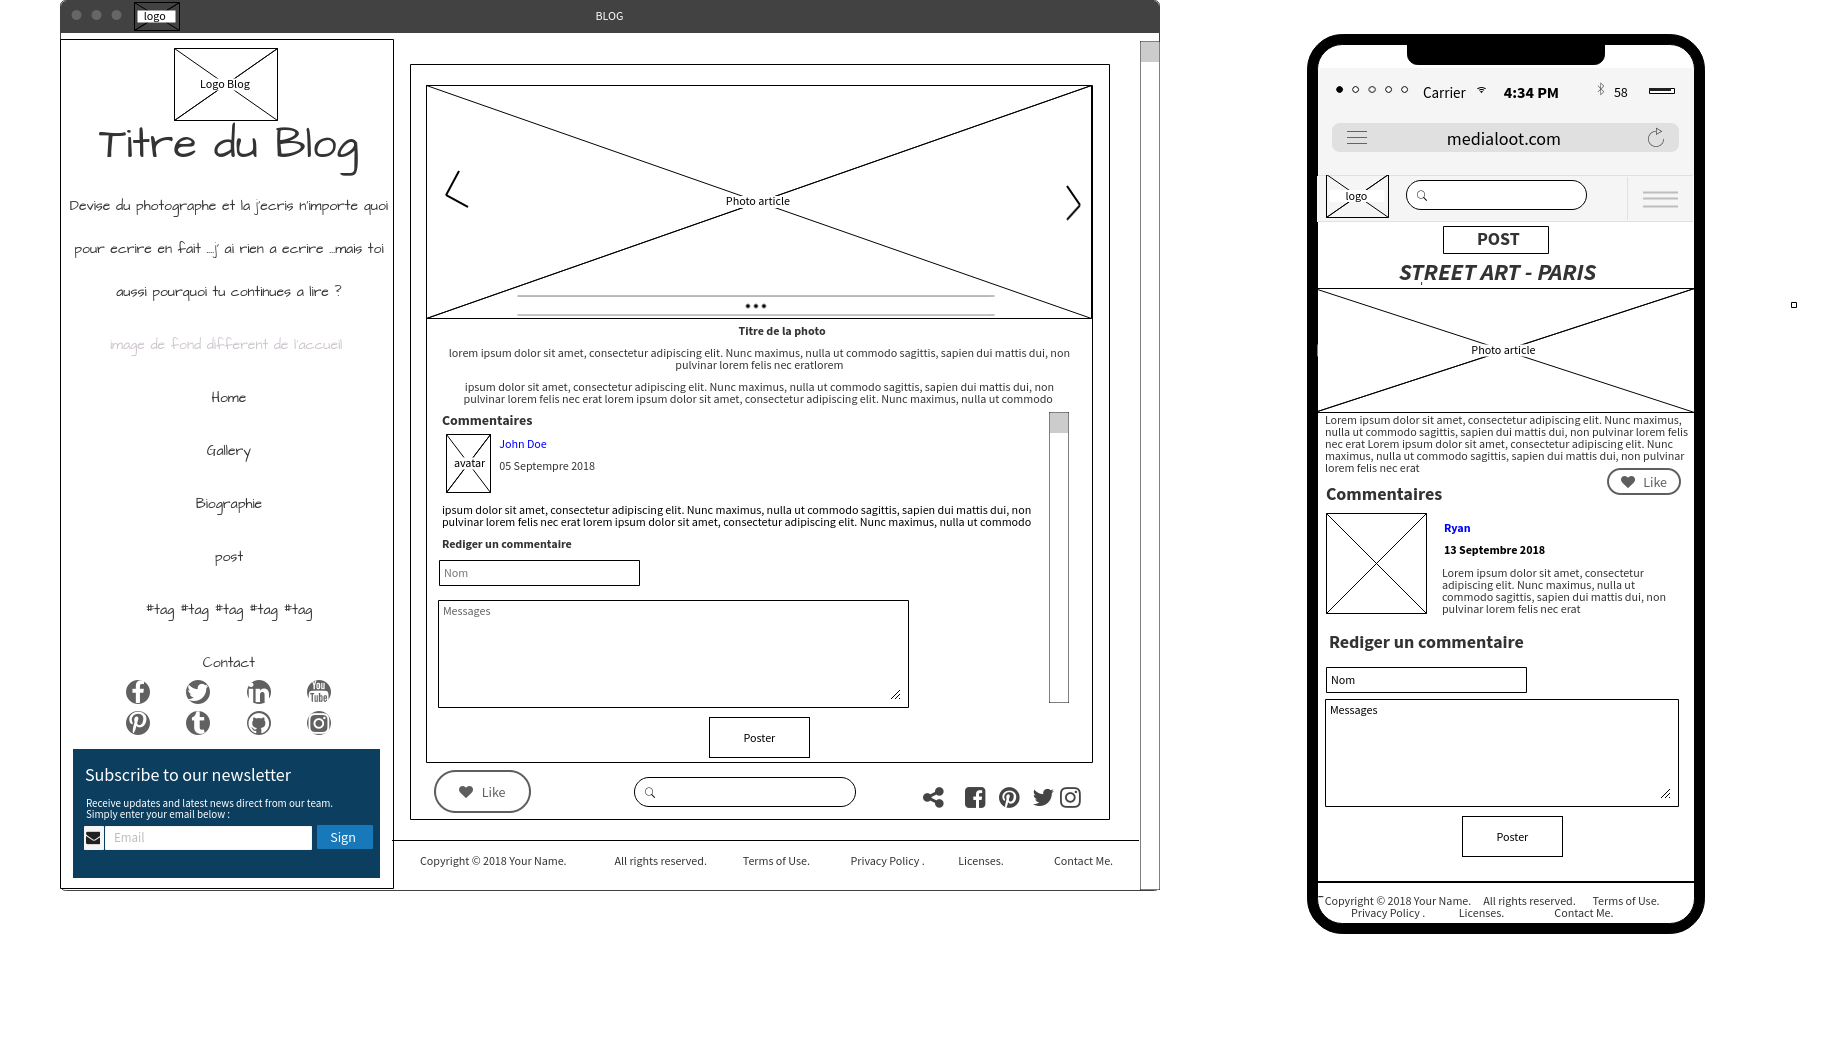 logo
BLOG
Logo Blog
Titre du Blog
Devise du photographe et la j'ecris n'importe quoi
pour ecrire en fait ....j' ai rien a ecrire ...mais toi
aussi pourquoi tu continues a lire ?
image de fond different de l'accueil
Home
Gallery
Biographie
post
#tag #tag #tag #tag #tag
Contact
You
Tube
Subscribe to our newsletter
Receive updates and latest news direct from our team.
Simply enter your email below :
Email
Sign
Photo article
Titre de la photo
lorem ipsum dolor sit amet, consectetur adipiscing elit. Nunc maximus, nulla ut commodo sagittis, sapien dui mattis dui, non
pulvinar lorem felis nec eratlorem
ipsum dolor sit amet, consectetur adipiscing elit. Nunc maximus, nulla ut commodo sagittis, sapien dui mattis dui, non
pulvinar lorem felis nec erat lorem ipsum dolor sit amet, consectetur adipiscing elit. Nunc maximus, nulla ut commodo
Commentaires
avatar
John Doe
05 Septempre 2018
ipsum dolor sit amet, consectetur adipiscing elit. Nunc maximus, nulla ut commodo sagittis, sapien dui mattis dui, non
pulvinar lorem felis nec erat lorem ipsum dolor sit amet, consectetur adipiscing elit. Nunc maximus, nulla ut commodo
Rediger un commentaire
Nom
Messages
Poster
Like
Copyright © 2018 Your Name. All rights reserved. Terms of Use. Privacy Policy . Licenses. Contact Me.
Carrier 4:34 PM 58
medialoot.com
logo
POST
STREET ART - PARIS
Photo article
Lorem ipsum dolor sit amet, consectetur adipiscing elit. Nunc maximus,
nulla ut commodo sagittis, sapien dui mattis dui, non pulvinar lorem felis
nec erat Lorem ipsum dolor sit amet, consectetur adipiscing elit. Nunc
maximus, nulla ut commodo sagittis, sapien dui mattis dui, non pulvinar
lorem felis nec erat
Like
Commentaires
Ryan
13 Septembre 2018
Lorem ipsum dolor sit amet, consectetur
adipiscing elit. Nunc maximus, nulla ut
commodo sagittis, sapien dui mattis dui, non
pulvinar lorem felis nec erat
Rediger un commentaire
Nom
Messages
Poster
Copyright © 2018 Your Name. All rights reserved. Terms of Use.
Privacy Policy . Licenses. Contact Me.